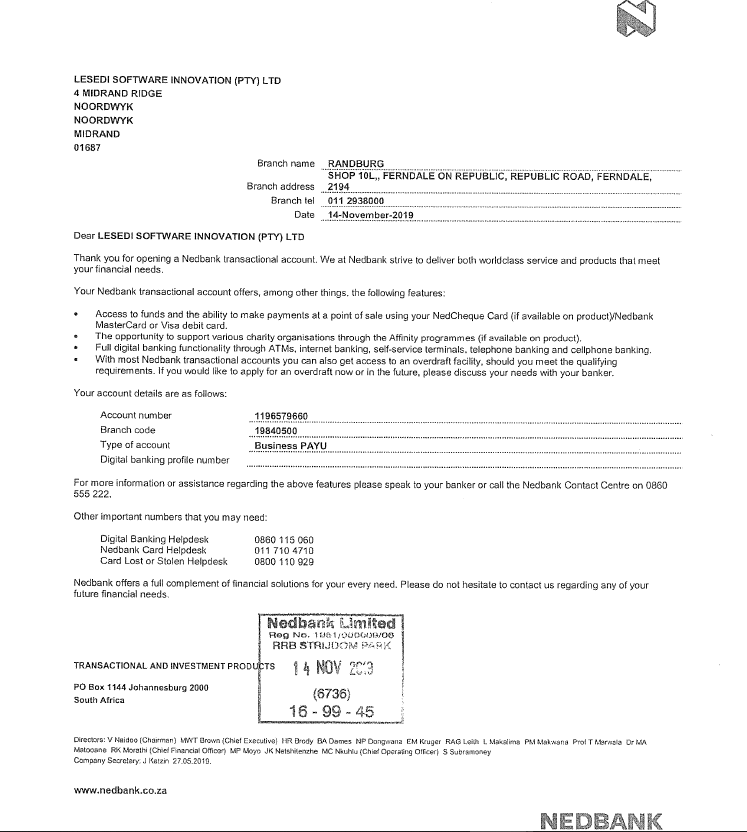 LESEDI SOFTWARE INNOVATION (PTY) LTD
4 MIDRAND RIDGE
NOORDWYK
NOORDWYK
MIDRAND
01687
Branch name RANDBURG
Branch address SHOP 10L,, FERNDALE ON REPUBLIC, REPUBLIC ROAD, FERNDALE,
2194
Branch tel 011 2938000
Date 14-November-2019
Dear LESEDI SOFTWARE INNOVATION (PTY) LTD
Thank you for opening a Nedbank transactional account. We at Nedbank strive to deliver both worldclass service and products that meet
your financial needs.
Your Nedbank transactional account offers, among other things, the following features:
• Access to funds and the ability to make payments at a point of sale using your NedCheque Card (if available on product)/Nedbank
MasterCard or Visa debit card.
• The opportunity to support various charity organisations through the Affinity programmes (if available on product).
• Full digital banking functionality through ATMs, internet banking, self-service terminals, telephone banking and cellphone banking.
• With most Nedbank transactional accounts you can also get access to an overdraft facility, should you meet the qualifying
requirements. If you would like to apply for an overdraft now or in the future, please discuss your needs with your banker.
Your account details are as follows:
Account number 1196579660
Branch code 19840500
Type of account Business PAYU
Digital banking profile number
For more information or assistance regarding the above features please speak to your banker or call the Nedbank Contact Centre on 0860
555 222.
Other important numbers that you may need:
Digital Banking Helpdesk 0860 115 060
Nedbank Card Helpdesk 011 710 4710
Card Lost or Stolen Helpdesk 0800 110 929
Nedbank offers a full complement of financial solutions for your every need. Please do not hesitate to contact us regarding any of your
future financial needs.
Nedbank Limited
Reg No. 1951/000009/06
RRB STRIJDOM PARK
TRANSACTIONAL AND INVESTMENT PRODUCTS
14 NOV
PO Box 1144 Johannesburg 2000
South Africa
(6736)
16 - 99 - 45
Directors: V Naidoo (Chairman) MWT Brown (Chief Executive) HR Brody BA Dames NP Dongwana EM Kruger RAG Leith L Makalima PM Makwana Prof T Marwala Dr MA
Matooane RK Morathi (Chief Financial Officer) MP Moyo JK Netshitenzhe MC Nkuhlu (Chief Operating Officer) S Subramoney
Company Secretary: J Katzin 27.05.2019.
www.nedbank.co.za
NEDBANK